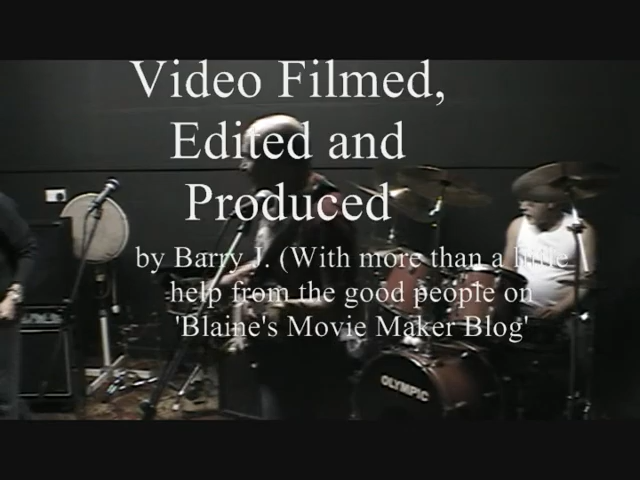 Video Filmed,
Edited and
Produced
by Barry J. (With more than a little
help from the good people on
'Blaine's Movie Maker Blog'
OLYMPIC